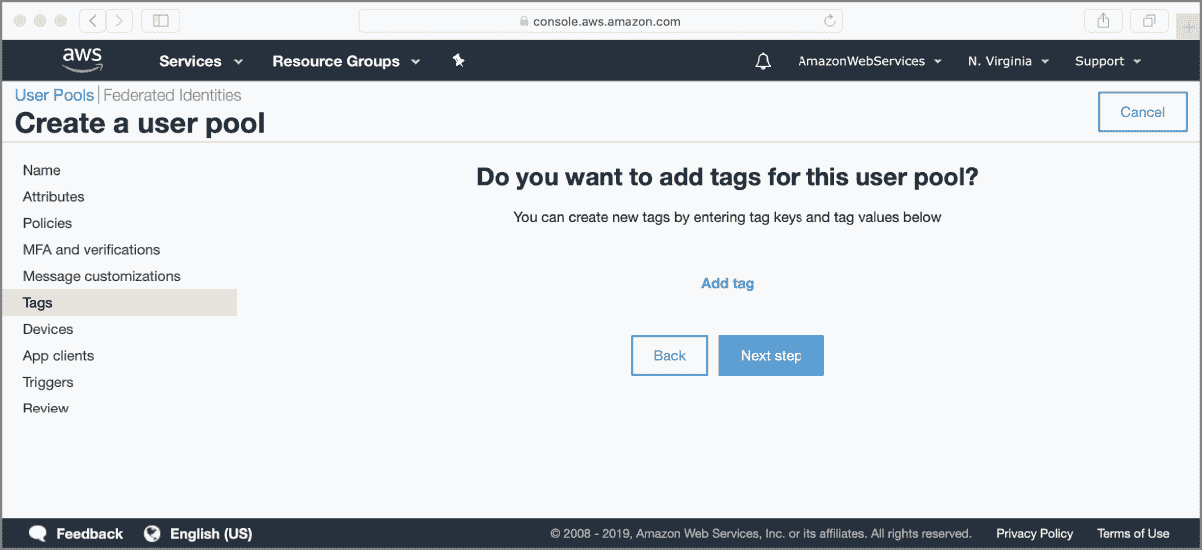 console.aws.amazon.com
aws Services Resource Groups AmazonWebServices N. Virginia Support
User Pools | Federated Identities
Create a user pool
Cancel
Name
Attributes
Policies
MFA and verifications
Message customizations
Tags
Devices
App clients
Triggers
Review
Do you want to add tags for this user pool?
You can create new tags by entering tag keys and tag values below
Add tag
Back Next step
Feedback English (US) © 2008 - 2019, Amazon Web Services, Inc. or its affiliates. All rights reserved. Privacy Policy Terms of Use